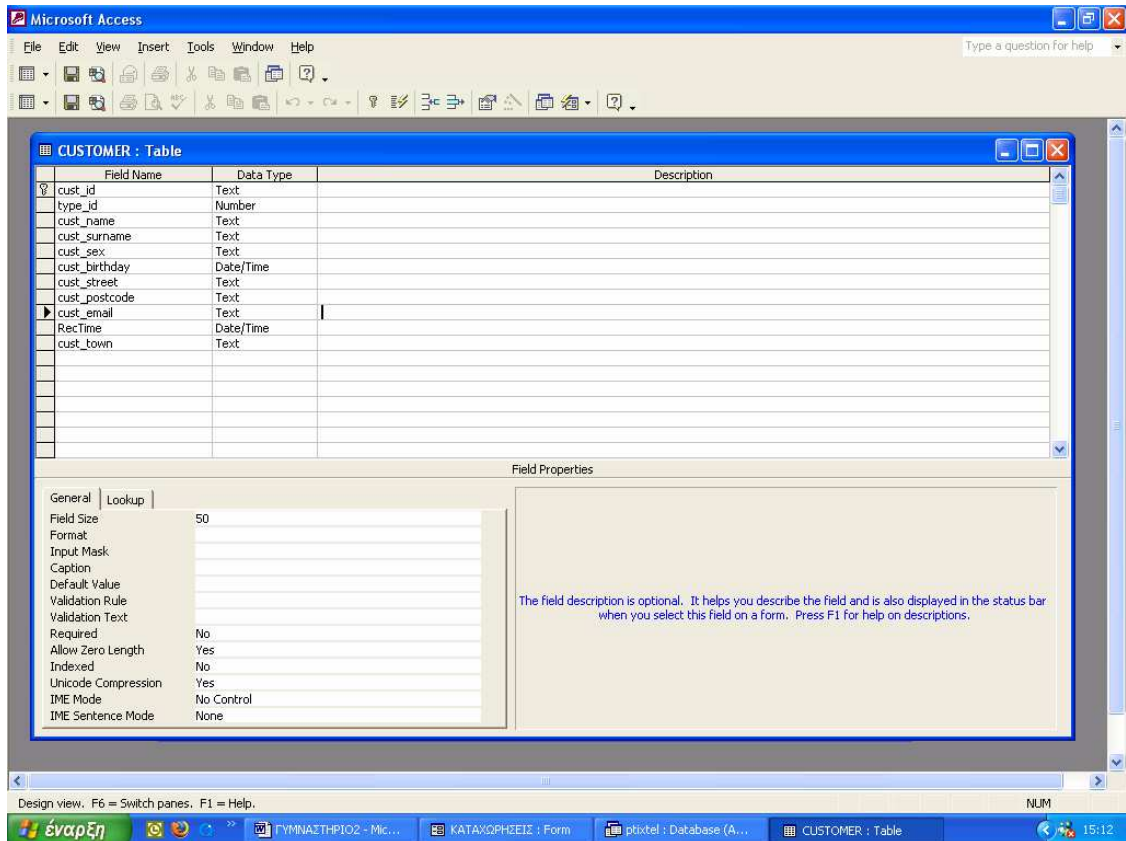 Microsoft Access
File Edit View Insert Tools Window Help
Type a question for help
CUSTOMER : Table
Field Name Data Type Description
cust_id Text
type_id Number
cust_name Text
cust_surname Text
cust_sex Text
cust_birthday Date/Time
cust_street Text
cust_postcode Text
cust_email Text
RecTime Date/Time
cust_town Text
Field Properties
General Lookup
Field Size 50
Format
Input Mask
Caption
Default Value
Validation Rule
Validation Text
Required No
Allow Zero Length Yes
Indexed No
Unicode Compression Yes
IME Mode No Control
IME Sentence Mode None
The field description is optional. It helps you describe the field and is also displayed in the status bar
when you select this field on a form. Press F1 for help on descriptions.
Design view. F6 = Switch panes. F1 = Help.
NUM
έναρξη
ΓΥΜΝΑΣΤΗΡΙΟ2 - Mic...
ΚΑΤΑΧΩΡΗΣΕΙΣ : Form
ptixtel : Database (A...
CUSTOMER : Table
15:12